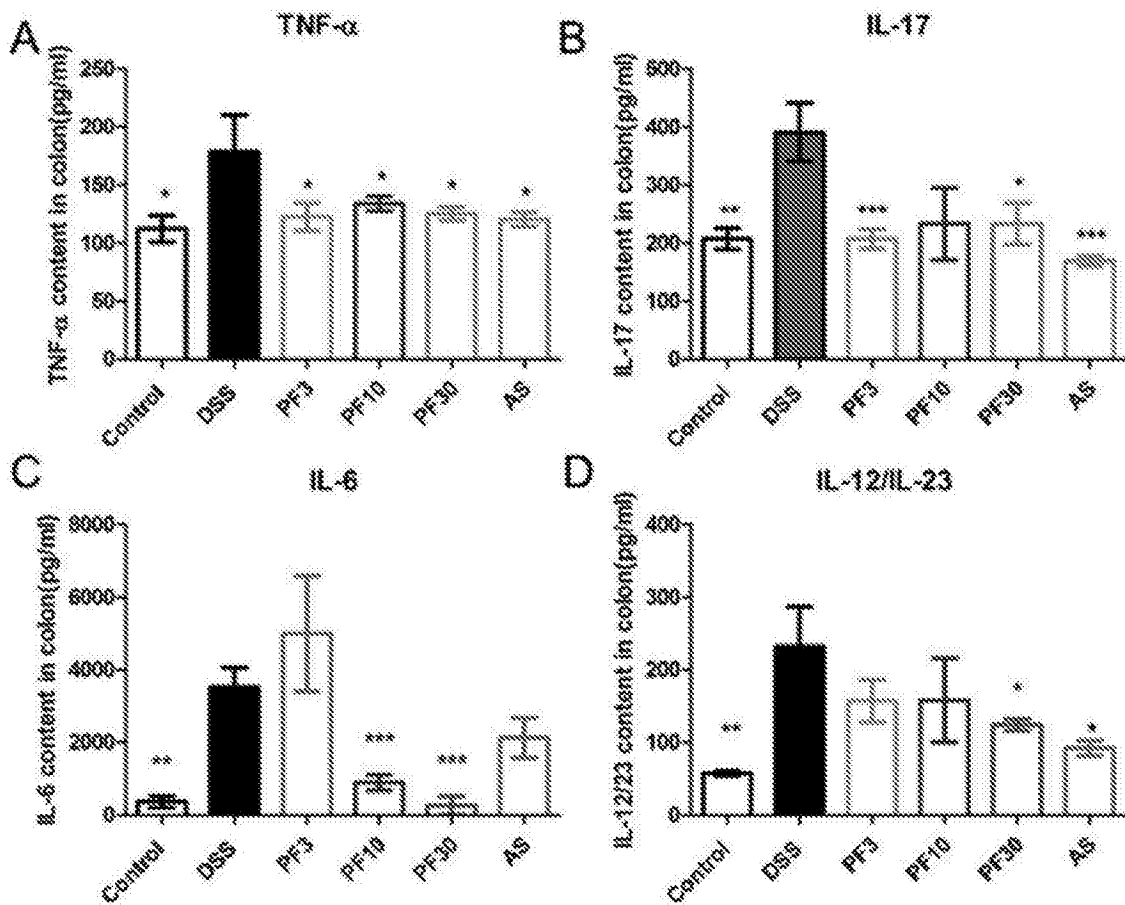 A
TNF-α
TNF-α content in colon(pg/ml)
250
200
150
100
50
0
*
*
*
*
*
Control
DSS
PF3
PF10
PF30
AS
B
IL-17
IL-17 content in colon(pg/ml)
500
400
300
200
100
0
**
***
*
***
Control
DSS
PF3
PF10
PF30
AS
C
IL-6
IL-6 content in colon(pg/ml)
8000
6000
4000
2000
0
**
***
***
Control
DSS
PF3
PF10
PF30
AS
D
IL-12/IL-23
IL-12/23 content in colon(pg/ml)
400
300
200
100
0
**
*
*
Control
DSS
PF3
PF10
PF30
AS